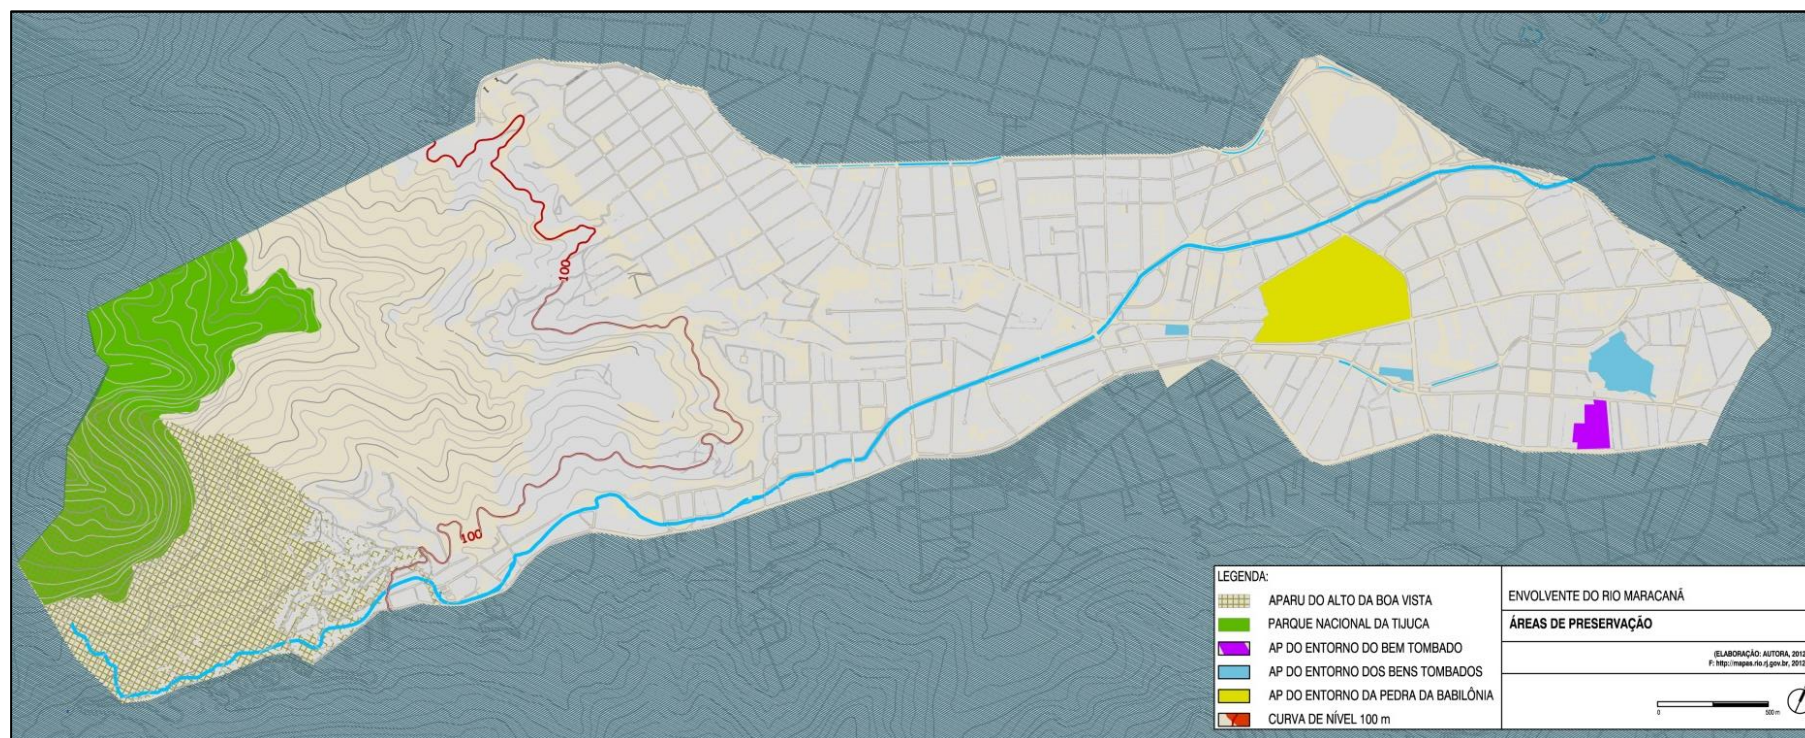 100
100
LEGENDA:
APARU DO ALTO DA BOA VISTA
PARQUE NACIONAL DA TIJUCA
AP DO ENTORNO DO BEM TOMBADO
AP DO ENTORNO DOS BENS TOMBADOS
AP DO ENTORNO DA PEDRA DA BABILÔNIA
CURVA DE NÍVEL 100 m
ENVOLVENTE DO RIO MARACANÃ
ÁREAS DE PRESERVAÇÃO
(ELABORAÇÃO: AUTORA, 2012
F: http://mapas.rio.rj.gov.br, 2012
0 500 m